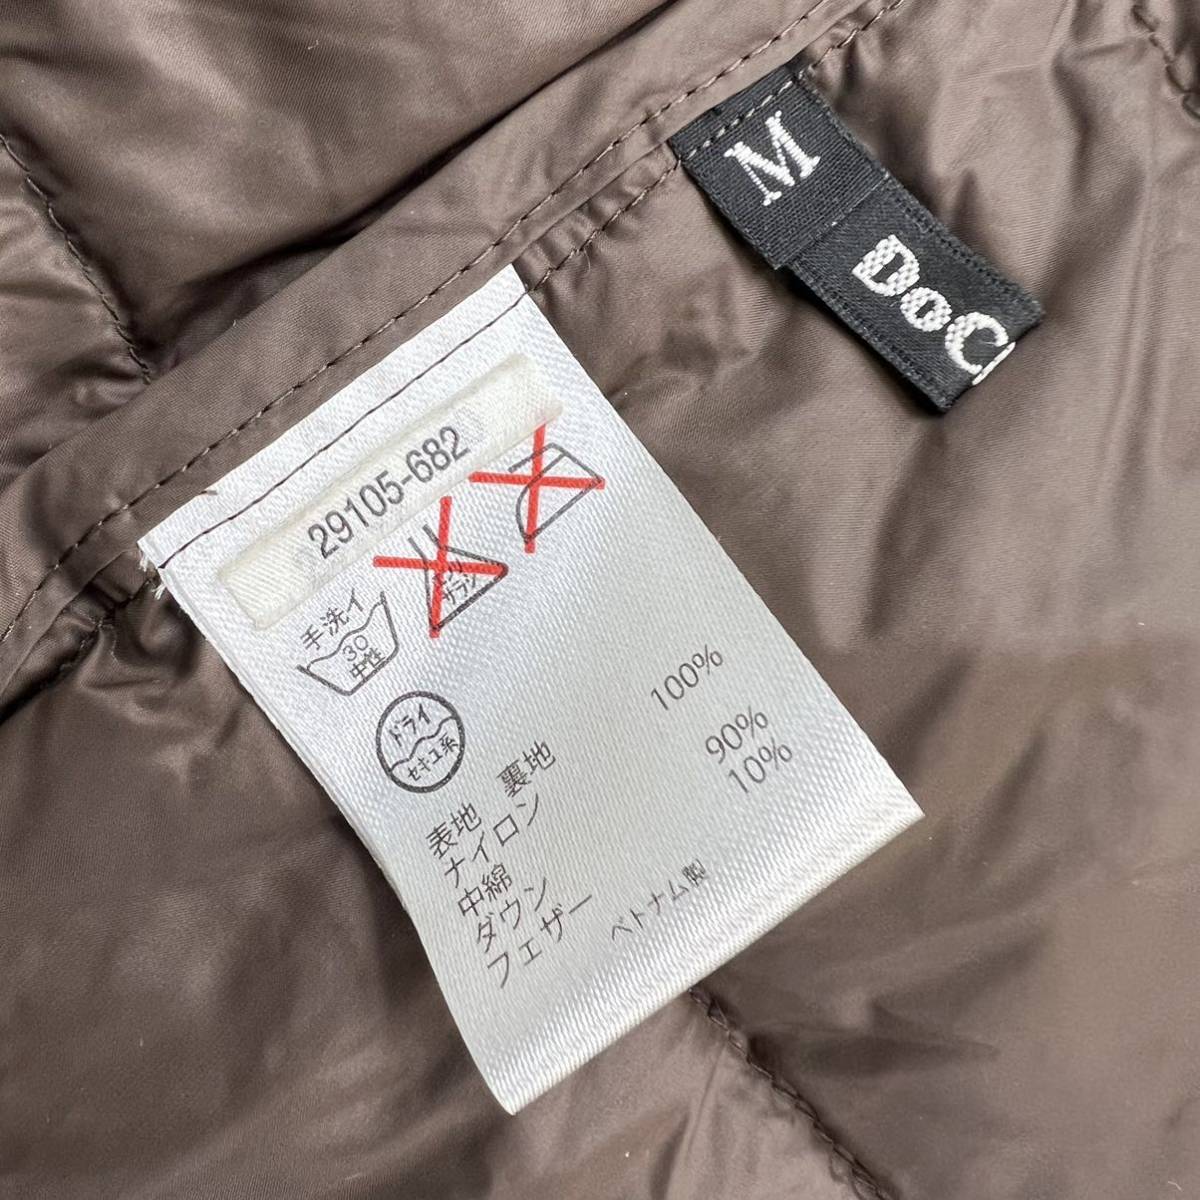 M
DoC
29105-682
手洗イ
30
中性
ドライ
セキユ系
表地 裏地
ナイロン 100%
中綿
ダウン 90%
フェザー 10%
ベトナム製